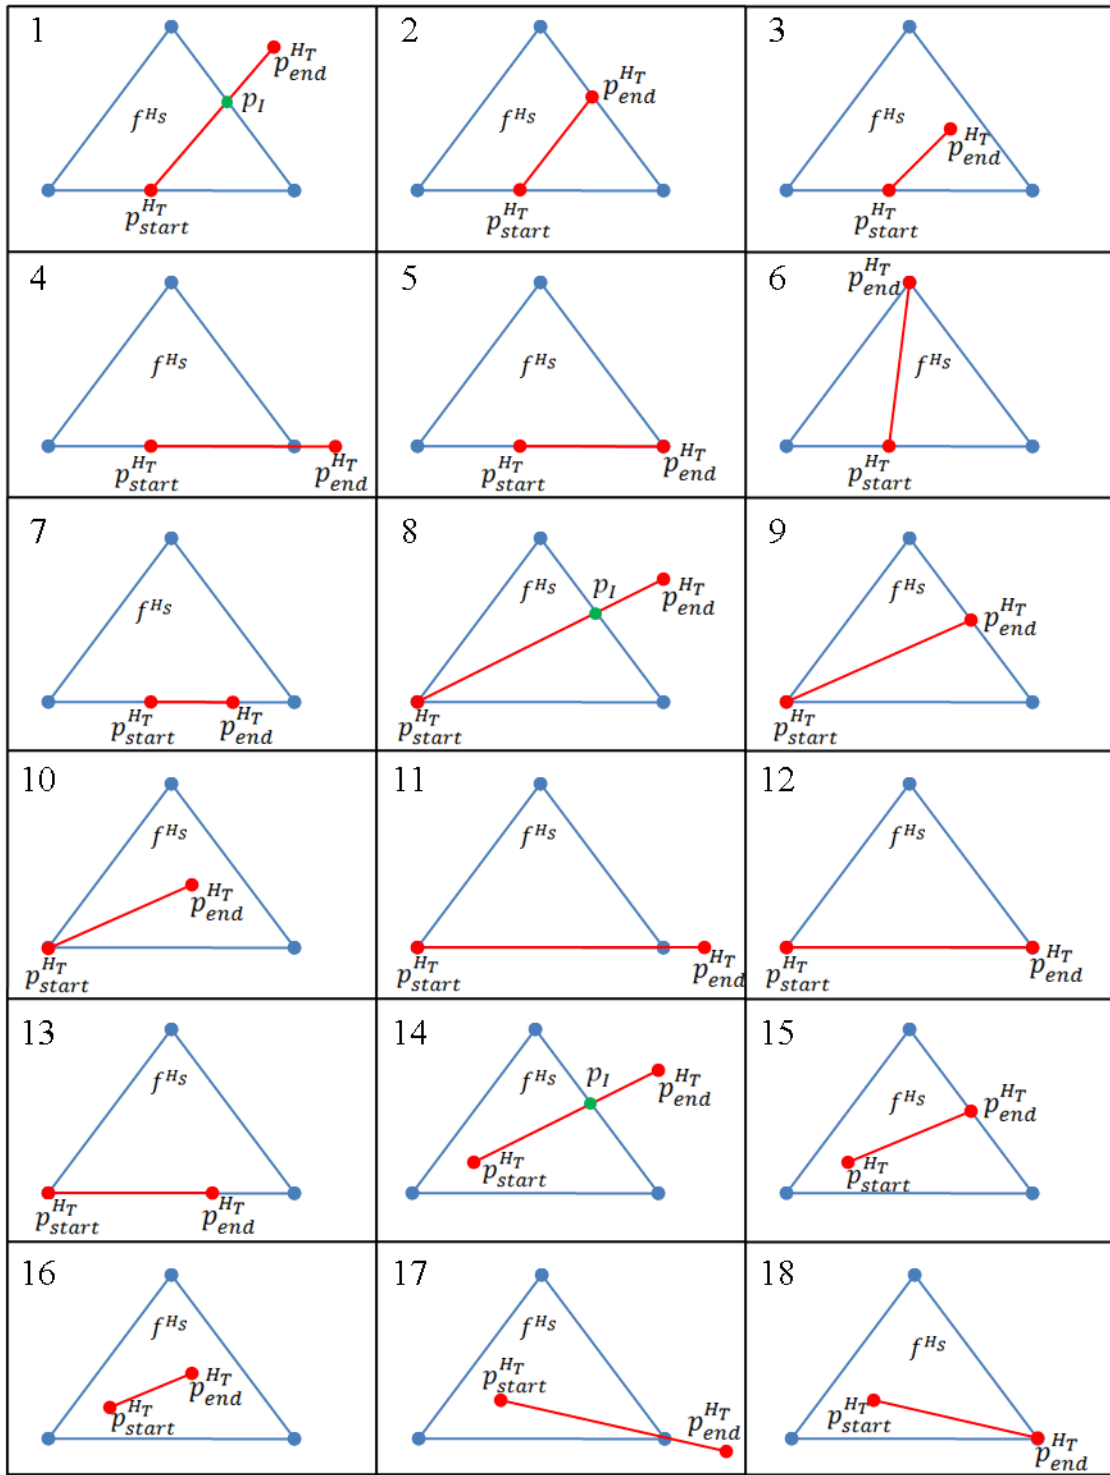 1
p_{end}^{H_T}
f^{H_S}
p_I
p_{start}^{H_T}
2
p_{end}^{H_T}
f^{H_S}
p_{start}^{H_T}
3
f^{H_S}
p_{end}^{H_T}
p_{start}^{H_T}
4
f^{H_S}
p_{start}^{H_T} p_{end}^{H_T}
5
f^{H_S}
p_{start}^{H_T} p_{end}^{H_T}
6
p_{end}^{H_T}
f^{H_S}
p_{start}^{H_T}
7
f^{H_S}
p_{start}^{H_T} p_{end}^{H_T}
8
f^{H_S} p_I p_{end}^{H_T}
p_{start}^{H_T}
9
f^{H_S}
p_{end}^{H_T}
p_{start}^{H_T}
10
f^{H_S}
p_{end}^{H_T}
p_{start}^{H_T}
11
f^{H_S}
p_{start}^{H_T} p_{end}^{H_T}
12
f^{H_S}
p_{start}^{H_T} p_{end}^{H_T}
13
f^{H_S}
p_{start}^{H_T} p_{end}^{H_T}
14
f^{H_S} p_I p_{end}^{H_T}
p_{start}^{H_T}
15
f^{H_S} p_{end}^{H_T}
p_{start}^{H_T}
16
f^{H_S}
p_{end}^{H_T}
p_{start}^{H_T}
17
f^{H_S}
p_{start}^{H_T}
p_{end}^{H_T}
18
f^{H_S}
p_{start}^{H_T}
p_{end}^{H_T}